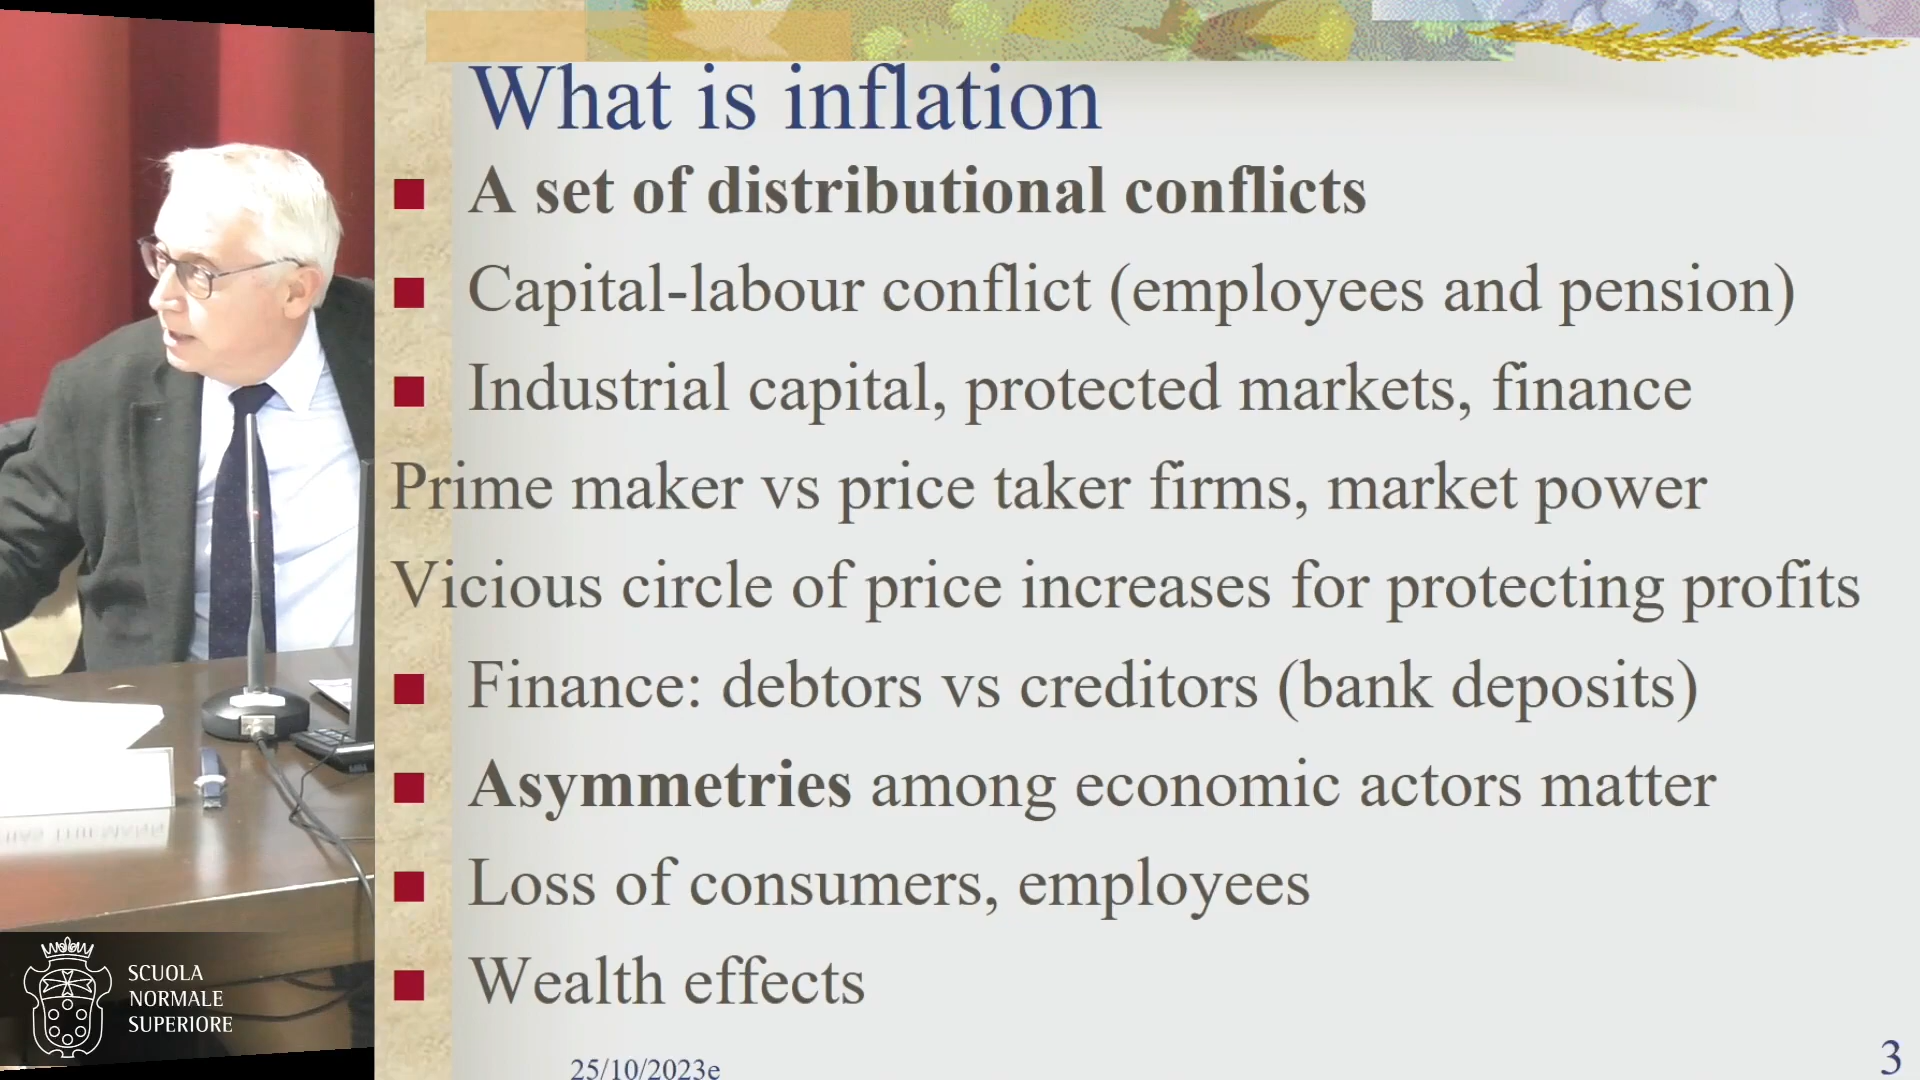 What is inflation
A set of distributional conflicts
Capital-labour conflict (employees and pension)
Industrial capital, protected markets, finance
Prime maker vs price taker firms, market power
Vicious circle of price increases for protecting profits
Finance: debtors vs creditors (bank deposits)
Asymmetries among economic actors matter
Loss of consumers, employees
Wealth effects
25/10/2023e
3
SCUOLA
NORMALE
SUPERIORE